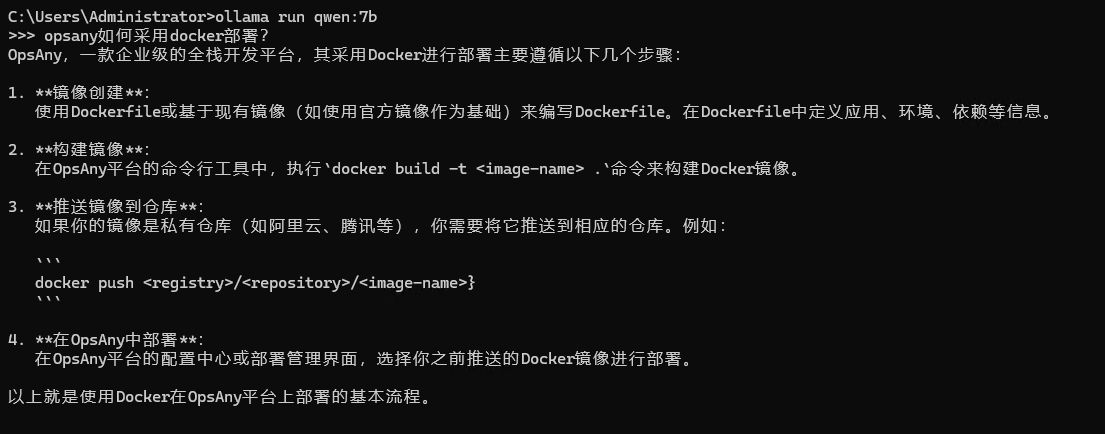 C:\Users\Administrator>ollama run qwen:7b
>>> opsany如何采用docker部署？
OpsAny，一款企业级的全栈开发平台，其采用Docker进行部署主要遵循以下几个步骤：
1. **镜像创建**：
使用Dockerfile或基于现有镜像（如使用官方镜像作为基础）来编写Dockerfile。在Dockerfile中定义应用、环境、依赖等信息。
2. **构建镜像**：
在OpsAny平台的命令行工具中，执行`docker build -t <image-name> .`命令来构建Docker镜像。
3. **推送镜像到仓库**：
如果你的镜像是私有仓库（如阿里云、腾讯等），你需要将它推送到相应的仓库。例如：
```
docker push <registry>/<repository>/<image-name>}
```
4. **在OpsAny中部署**：
在OpsAny平台的配置中心或部署管理界面，选择你之前推送的Docker镜像进行部署。
以上就是使用Docker在OpsAny平台上部署的基本流程。